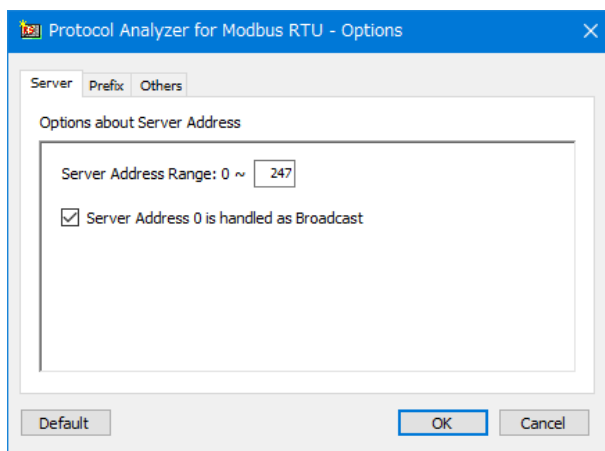 Protocol Analyzer for Modbus RTU - Options
Server Prefix Others
Options about Server Address
Server Address Range: 0 ~ 247
Server Address 0 is handled as Broadcast
Default OK Cancel